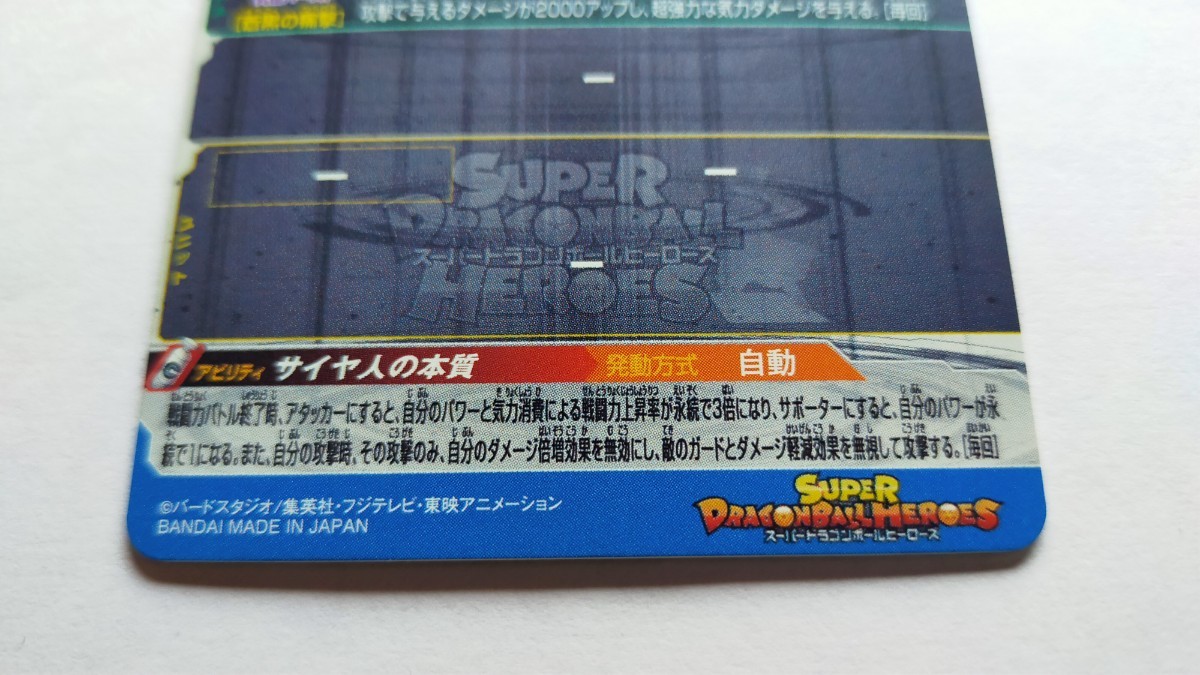 攻撃で与えるダメージが2000アップし、超強力な気力ダメージを与える。[毎回]
ユニット
SUPER
DRAGONBALL
スーパードラゴンボールヒーローズ
HEROES
アビリティ サイヤ人の本質 発動方式 自動
戦闘力バトル終了時、アタッカーにすると、自分のパワーと気力消費による戦闘力上昇率が永続で3倍になり、サポーターにすると、自分のパワーが永
続で1になる。また、自分の攻撃時、その攻撃のみ、自分のダメージ倍増効果を無効にし、敵のガードとダメージ軽減効果を無視して攻撃する。[毎回]
©バードスタジオ/集英社・フジテレビ・東映アニメーション
BANDAI MADE IN JAPAN
SUPER
DRAGONBALL HEROES
スーパードラゴンボールヒーローズ